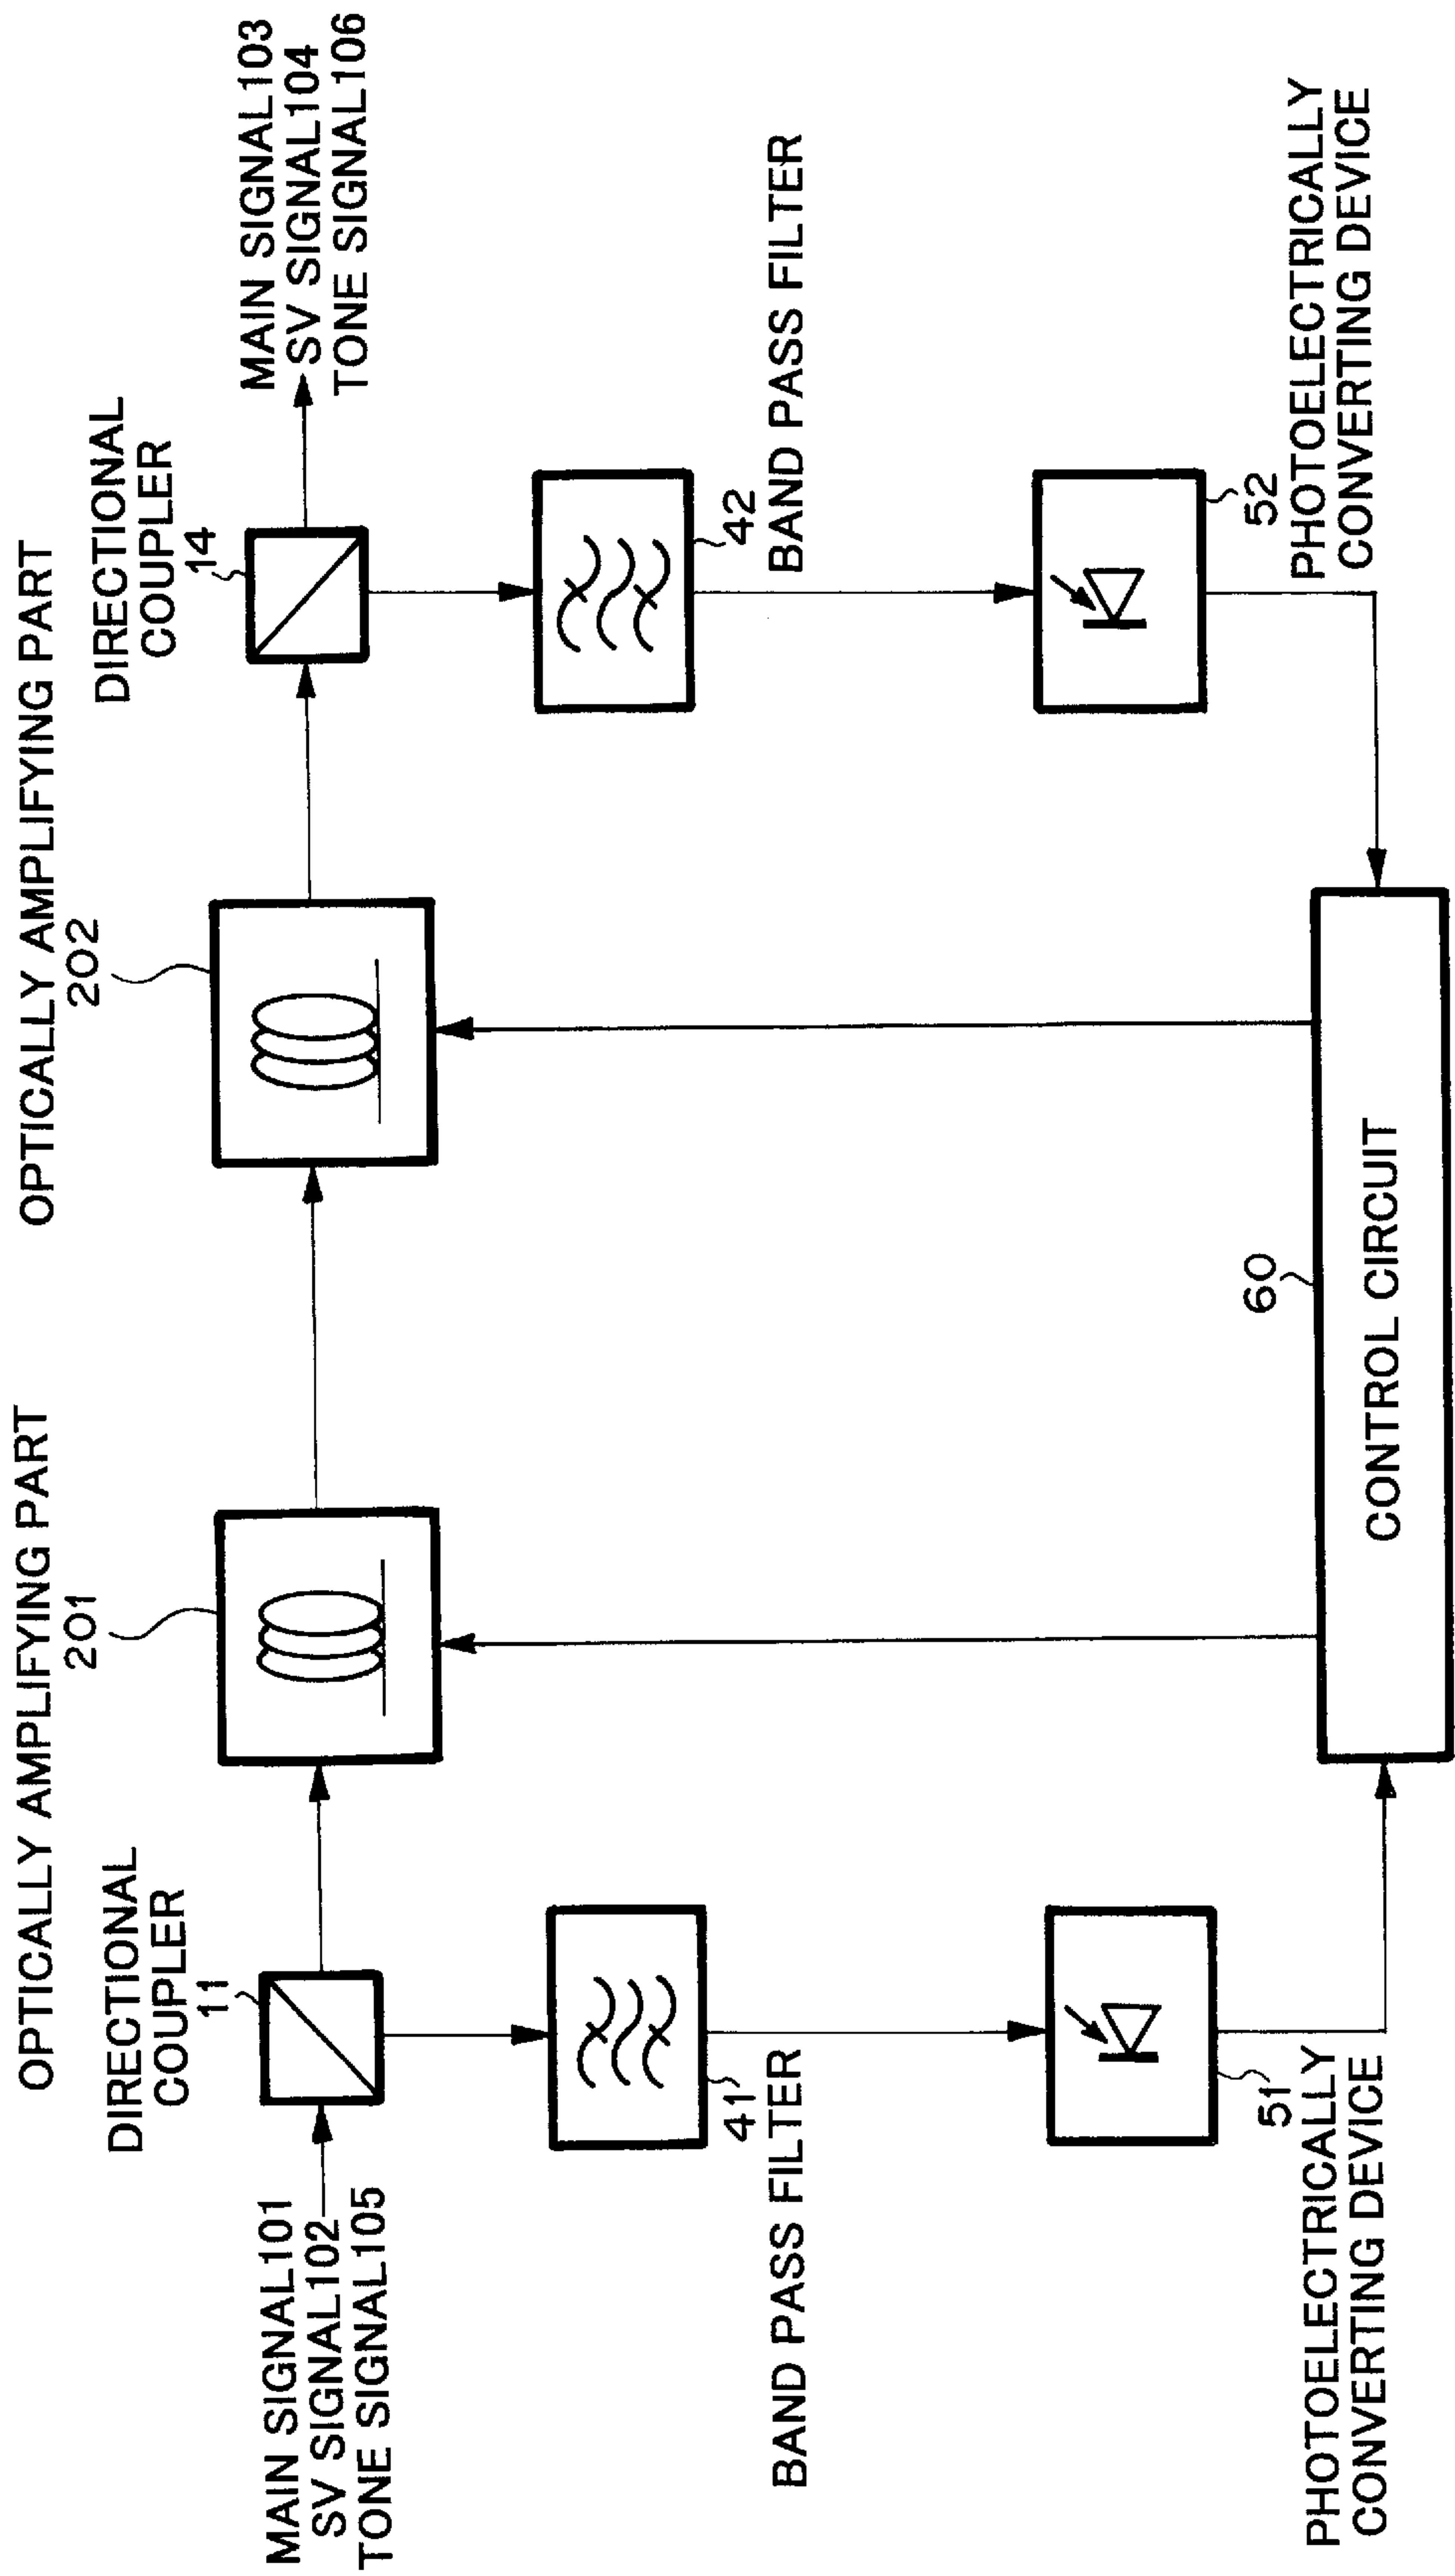 OPTICALLY AMPLIFYING PART
201
OPTICALLY AMPLIFYING PART
202
DIRECTIONAL
COUPLER
11
DIRECTIONAL
COUPLER
14
MAIN SIGNAL101
SV SIGNAL102
TONE SIGNAL105
MAIN SIGNAL103
SV SIGNAL104
TONE SIGNAL106
41
BAND PASS FILTER
42
BAND PASS FILTER
51
PHOTOELECTRICALLY
CONVERTING DEVICE
60
CONTROL CIRCUIT
52
PHOTOELECTRICALLY
CONVERTING DEVICE